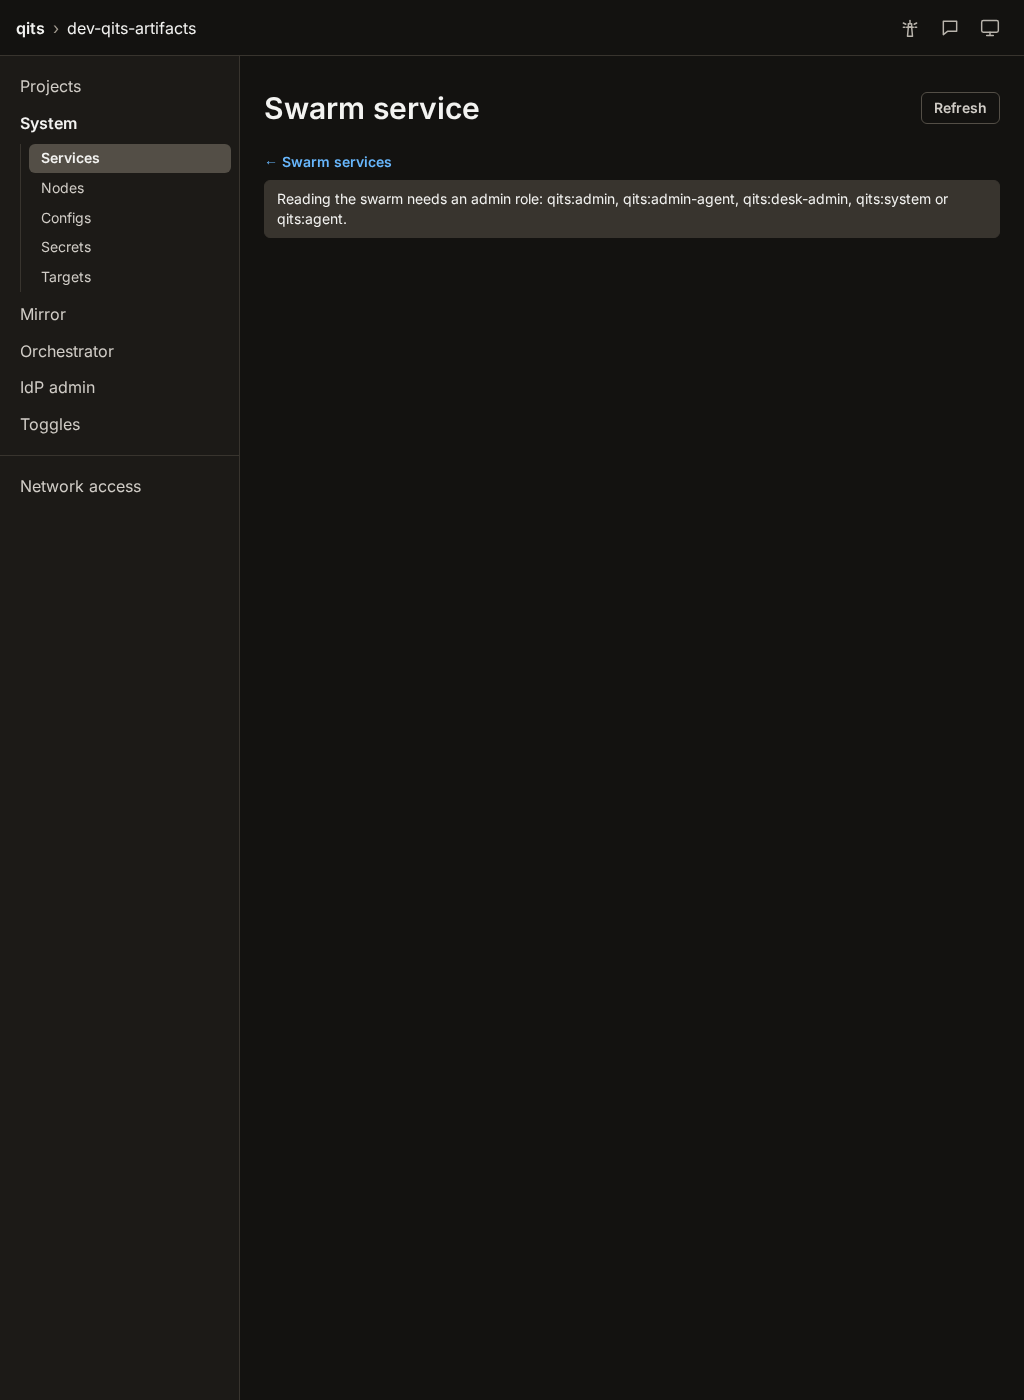 qits › dev-qits-artifacts
Projects
System
Services
Nodes
Configs
Secrets
Targets
Mirror
Orchestrator
IdP admin
Toggles
Network access
Swarm service
Refresh
← Swarm services
Reading the swarm needs an admin role: qits:admin, qits:admin-agent, qits:desk-admin, qits:system or
qits:agent.